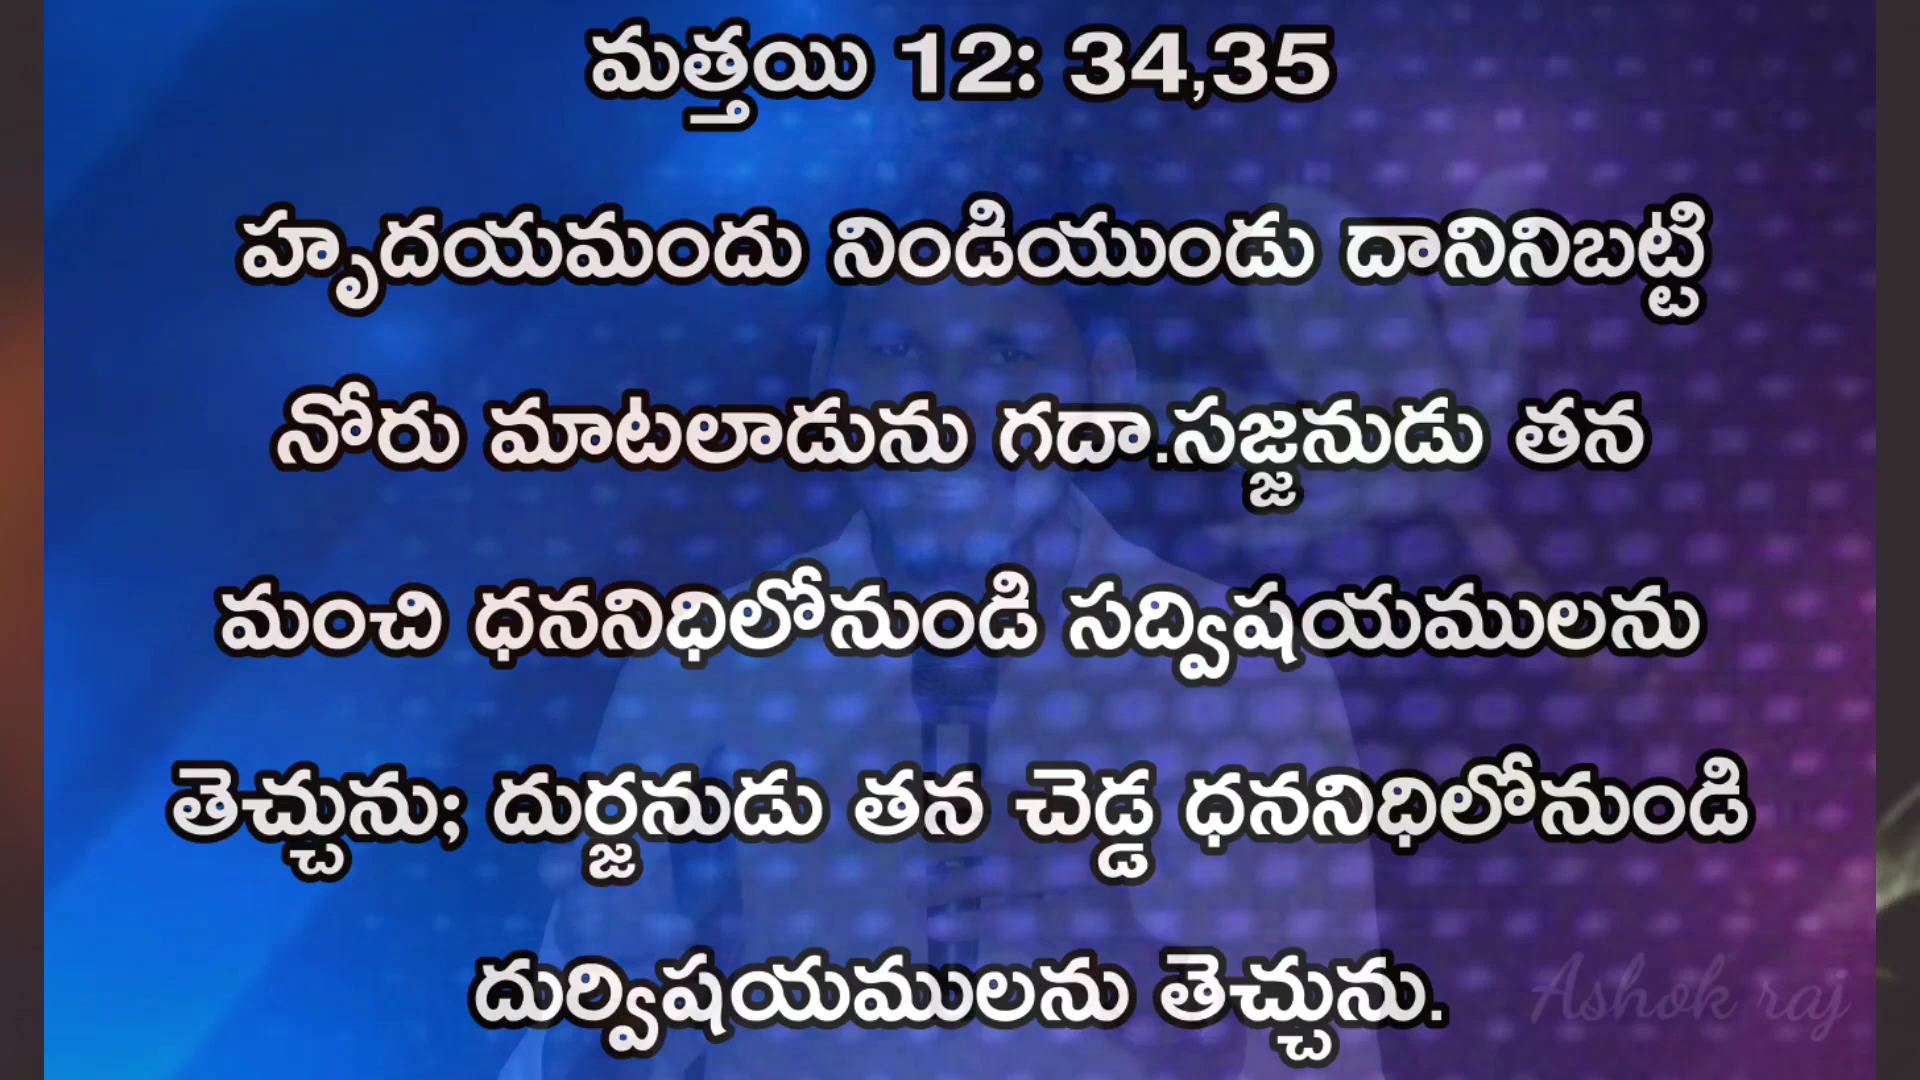 మత్తయి 12: 34,35
హృదయమందు నిండియుండు దానినిబట్టి
నోరు మాటలాడును గదా.సజ్జనుడు తన
మంచి ధననిధిలోనుండి సద్విషయములను
తెచ్చును; దుర్జనుడు తన చెడ్డ ధననిధిలోనుండి
దుర్విషయములను తెచ్చును.
Ashok raj